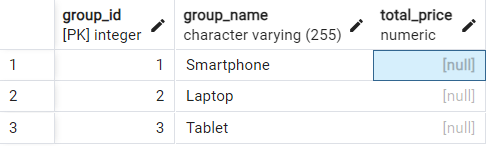 group_id group_name total_price
[PK] integer character varying (255) numeric
1 1 Smartphone [null]
2 2 Laptop [null]
3 3 Tablet [null]